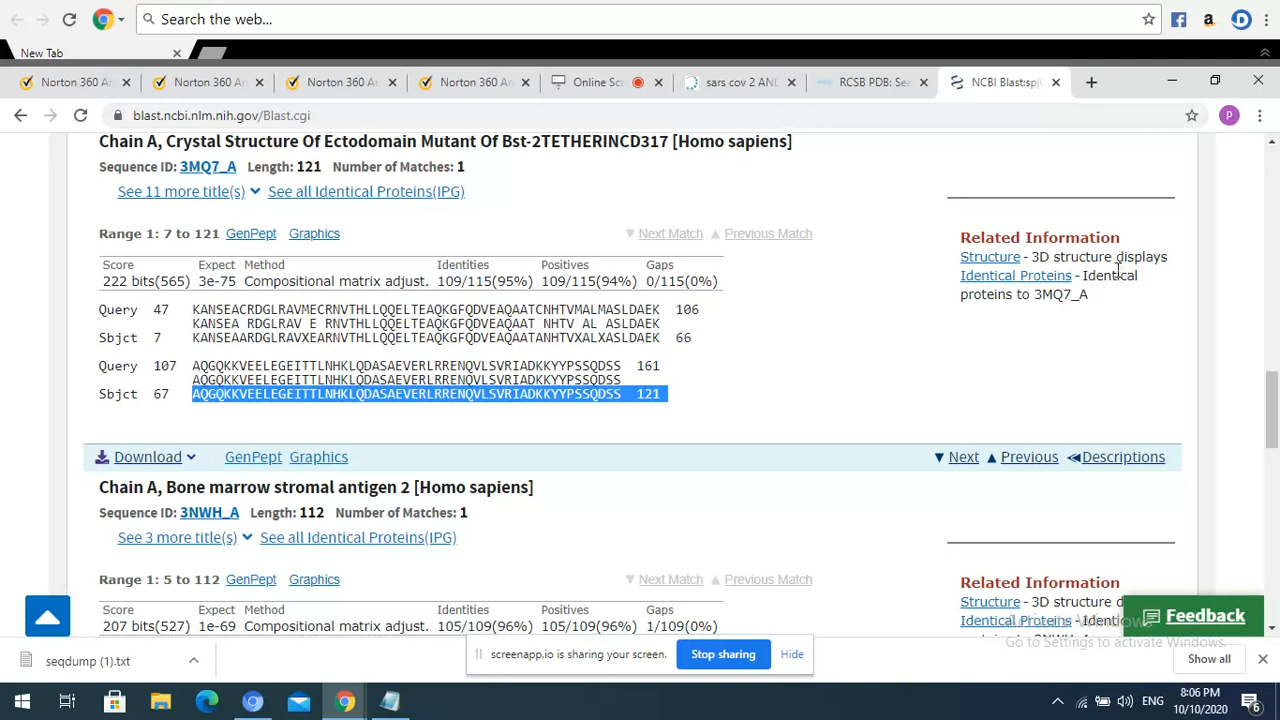 Search the web...
New Tab
Norton 360 An
Norton 360 An
Norton 360 An
Norton 360 An
Online Scr
sars cov 2 AND
RCSB PDB: Sea
NCBI Blast:spJ
blast.ncbi.nlm.nih.gov/Blast.cgi
P
Chain A, Crystal Structure Of Ectodomain Mutant Of Bst-2TETHERINCD317 [Homo sapiens]
Sequence ID: 3MQ7_A Length: 121 Number of Matches: 1
See 11 more title(s) See all Identical Proteins(IPG)
Range 1: 7 to 121 GenPept Graphics Next Match Previous Match
Score Expect Method Identities Positives Gaps
222 bits(565) 3e-75 Compositional matrix adjust. 109/115(95%) 109/115(94%) 0/115(0%)
Query 47 KANSEACRDGLRAVMECRNVTHLLQQELTEAQKGFQDVEAQAATCNHTVMALMASLDAEK 106
KANSEA RDGLRAV E RNVTHLLQQELTEAQKGFQDVEAQAAT NHTV AL ASLDAEK
Sbjct 7 KANSEAARDGLRAVXEARNVTHLLQQELTEAQKGFQDVEAQAATANHTVXALXASLDAEK 66
Query 107 AQGQKKVEELEGEITTLNHKLQDASAEVERLRRENQVLSVRIADKKYYPSSQDSS 161
AQGQKKVEELEGEITTLNHKLQDASAEVERLRRENQVLSVRIADKKYYPSSQDSS
Sbjct 67 AQGQKKVEELEGEITTLNHKLQDASAEVERLRRENQVLSVRIADKKYYPSSQDSS 121
Related Information
Structure - 3D structure displays
Identical Proteins - Identical
proteins to 3MQ7_A
Download GenPept Graphics Next Previous Descriptions
Chain A, Bone marrow stromal antigen 2 [Homo sapiens]
Sequence ID: 3NWH_A Length: 112 Number of Matches: 1
See 3 more title(s) See all Identical Proteins(IPG)
Range 1: 5 to 112 GenPept Graphics Next Match Previous Match
Score Expect Method Identities Positives Gaps
207 bits(527) 1e-69 Compositional matrix adjust. 105/109(96%) 105/109(96%) 1/109(0%)
Related Information
Structure - 3D structure d
Identical Proteins - Identi
Feedback
Activate Windows
Go to Settings to activate Windows.
screenapp.io is sharing your screen. Stop sharing Hide
seqdump (1).txt
Show all
ENG
8:06 PM
10/10/2020
6